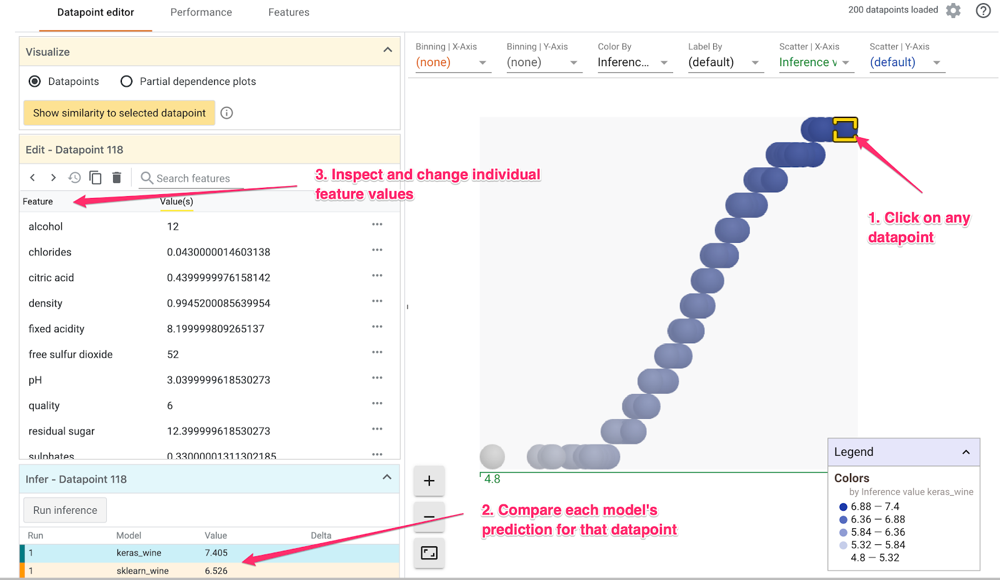 Datapoint editor
Performance
Features
200 datapoints loaded
Visualize
Datapoints
Partial dependence plots
Show similarity to selected datapoint
Edit - Datapoint 118
Search features
Feature
Value(s)
alcohol 12
chlorides 0.0430000014603138
citric acid 0.4399999976158142
density 0.9945200085639954
fixed acidity 8.199999809265137
free sulfur dioxide 52
pH 3.0399999618530273
quality 6
residual sugar 12.399999618530273
sulphates 0.33000001311302185
Infer - Datapoint 118
Run inference
Run Model Value Delta
1 keras_wine 7.405
1 sklearn_wine 6.526
Binning | X-Axis
(none)
Binning | Y-Axis
(none)
Color By
Inferenc...
Label By
(default)
Scatter | X-Axis
Inference v
Scatter | Y-Axis
(default)
3. Inspect and change individual
feature values
1. Click on any
datapoint
4.8
2. Compare each model's
prediction for that datapoint
Legend
Colors
by Inference value keras_wine
6.88 — 7.4
6.36 — 6.88
5.84 — 6.36
5.32 — 5.84
4.8 — 5.32